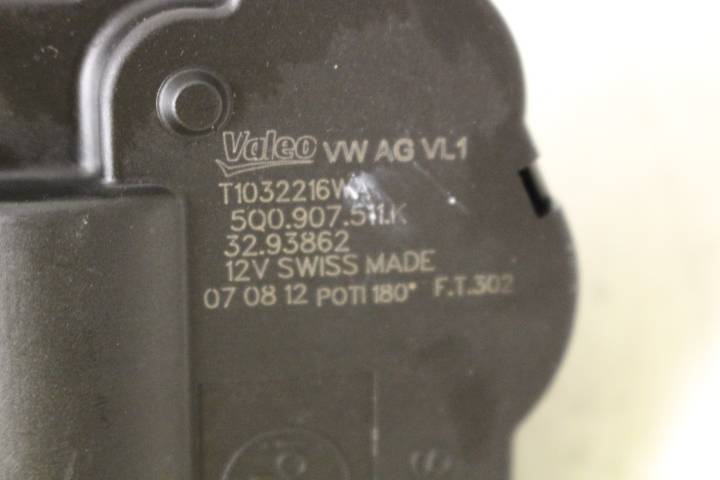 Valeo VW AG VL1
T1032216W
5Q0.907.511.K
32.93862
12V SWISS MADE
07 08 12 POTI 180° F.T.302